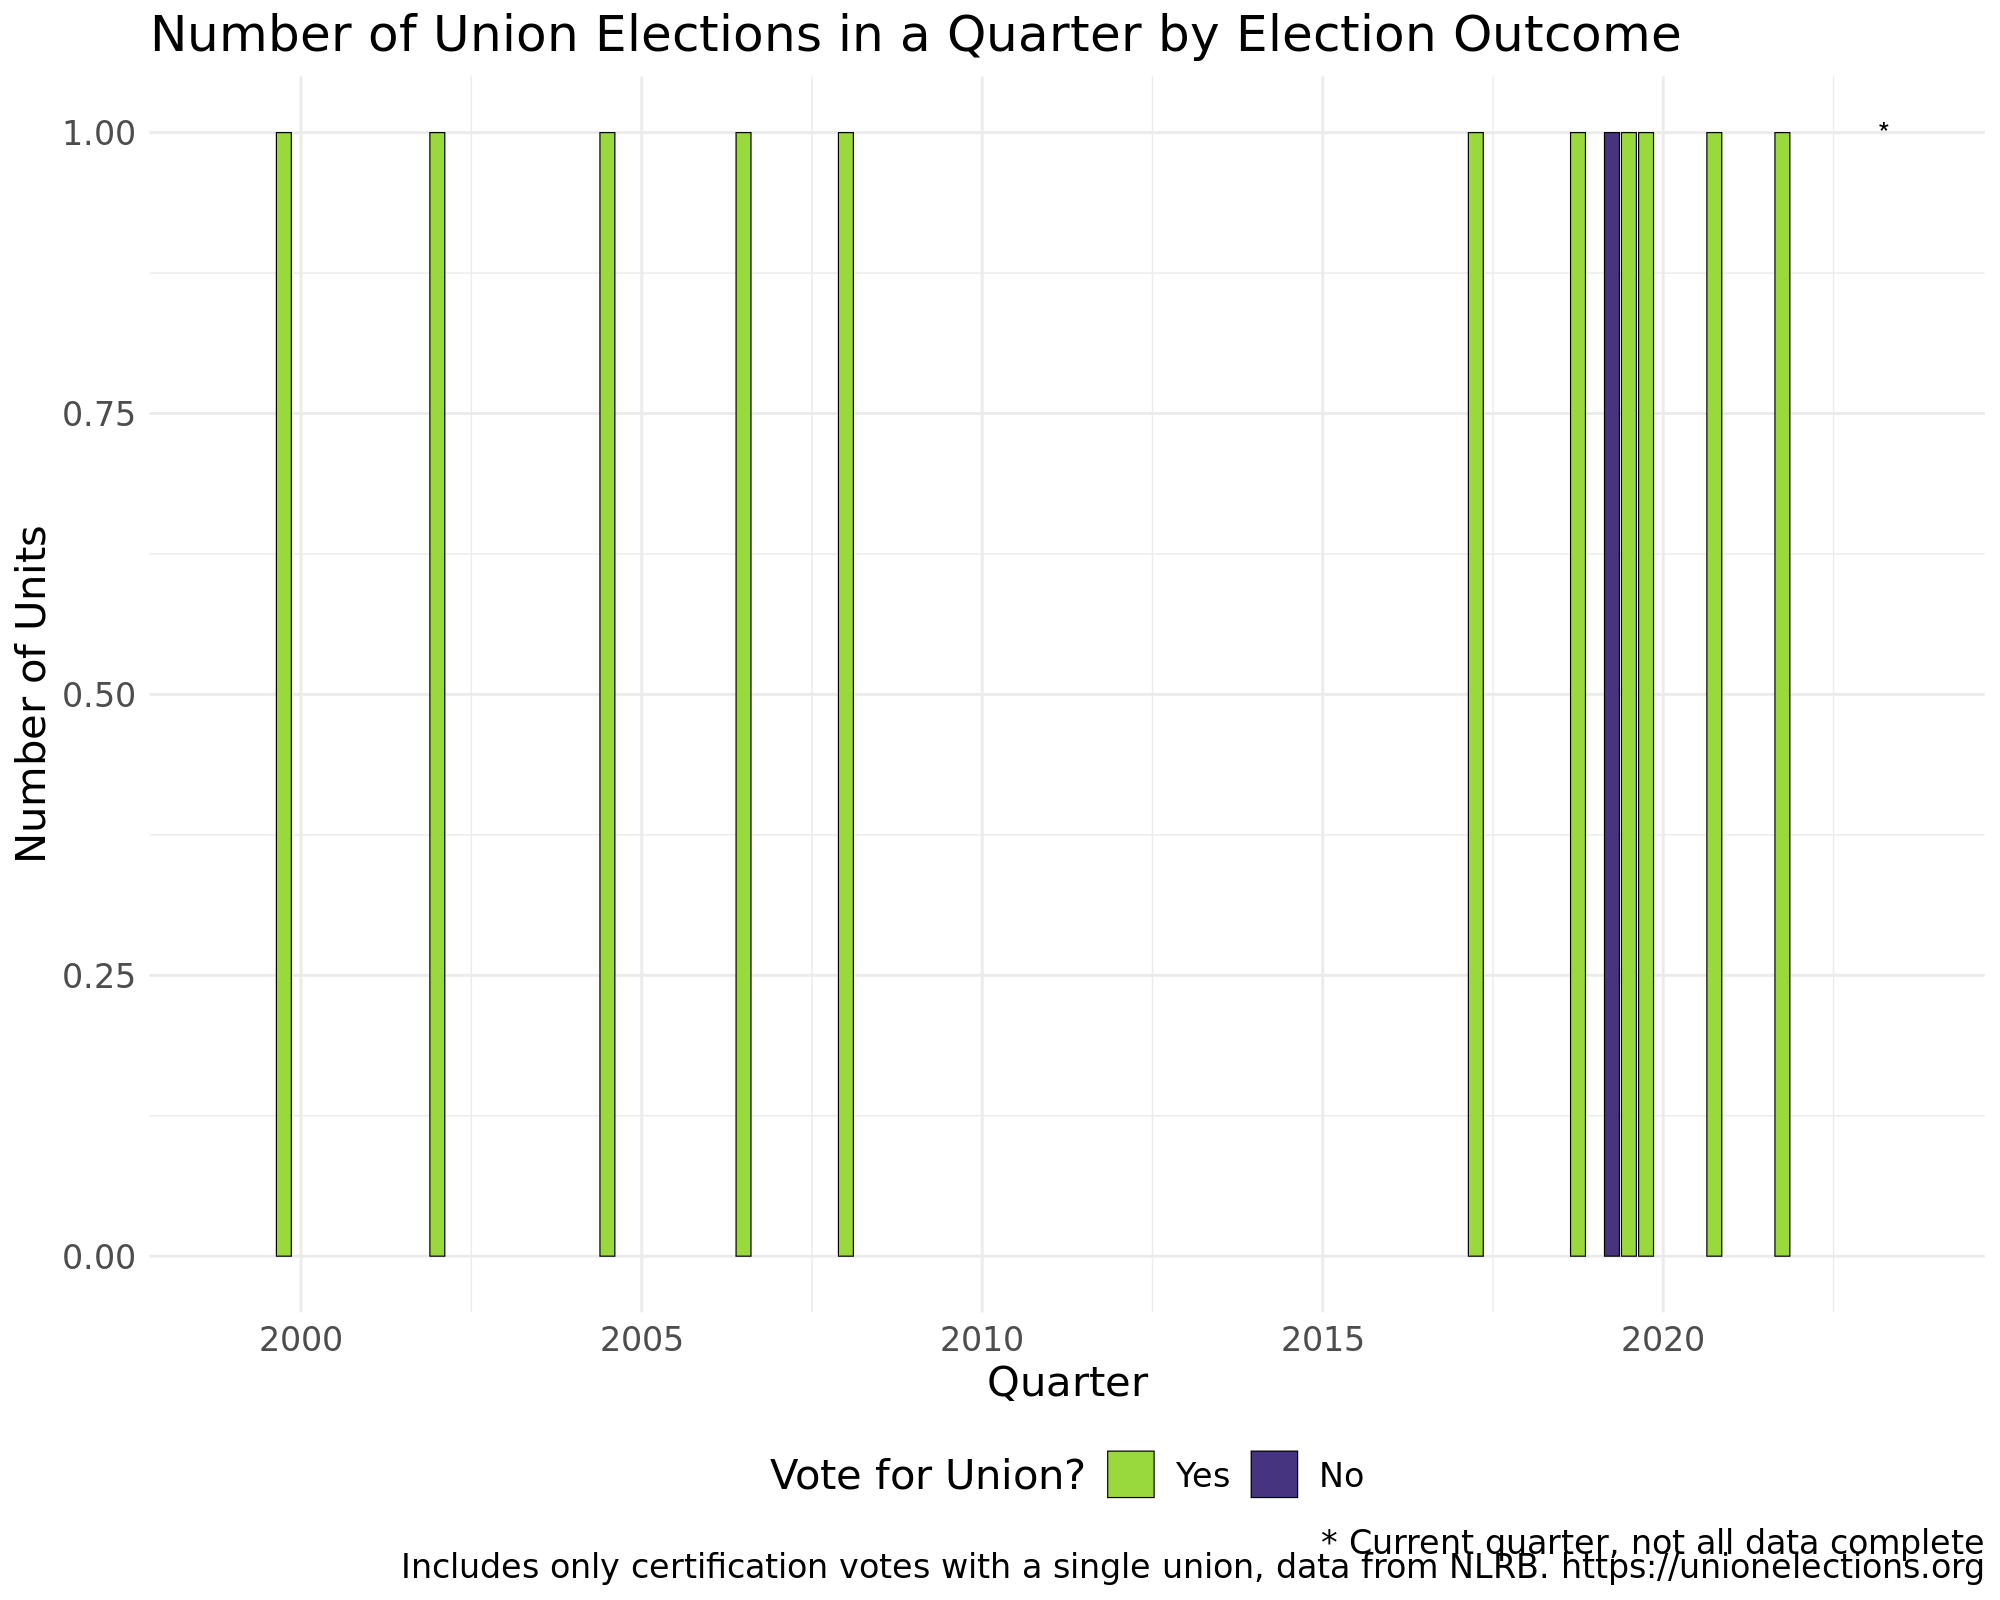 Number of Union Elections in a Quarter by Election Outcome
*
1.00
0.75
0.50
0.25
0.00
Number of Units
2000 2005 2010 2015 2020
Quarter
Vote for Union? Yes No
* Current quarter, not all data complete
Includes only certification votes with a single union, data from NLRB. https://unionelections.org